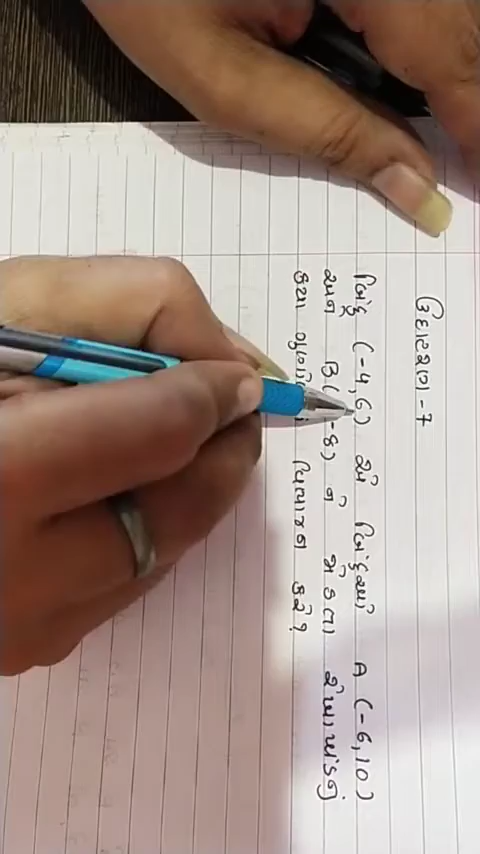 ઉદાહરણ - 7
બિંદુ (-4,6) એ બિંદુઓ A (-6,10)
અને B( -8) ને જોડતા રેખાખંડનું
કયા વિભાજન કરે?